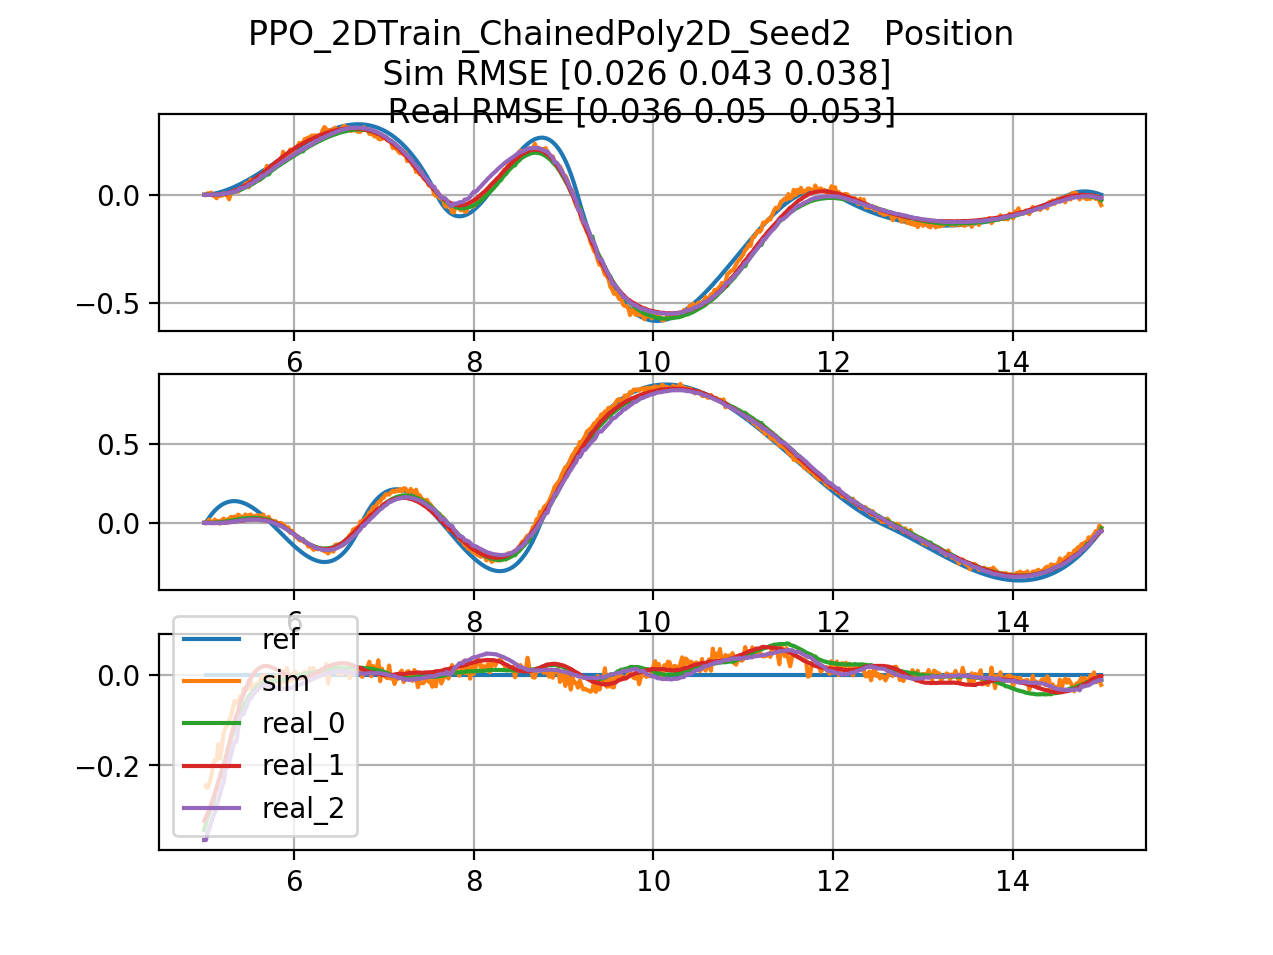 PPO_2DTrain_ChainedPoly2D_Seed2   Position
Sim RMSE [0.026 0.043 0.038]
Real RMSE [0.036 0.05  0.053]
0.0
−0.5
6 8 10 12 14
0.5
0.0
6 8 10 12 14
0.0
−0.2
ref
sim
real_0
real_1
real_2
6 8 10 12 14